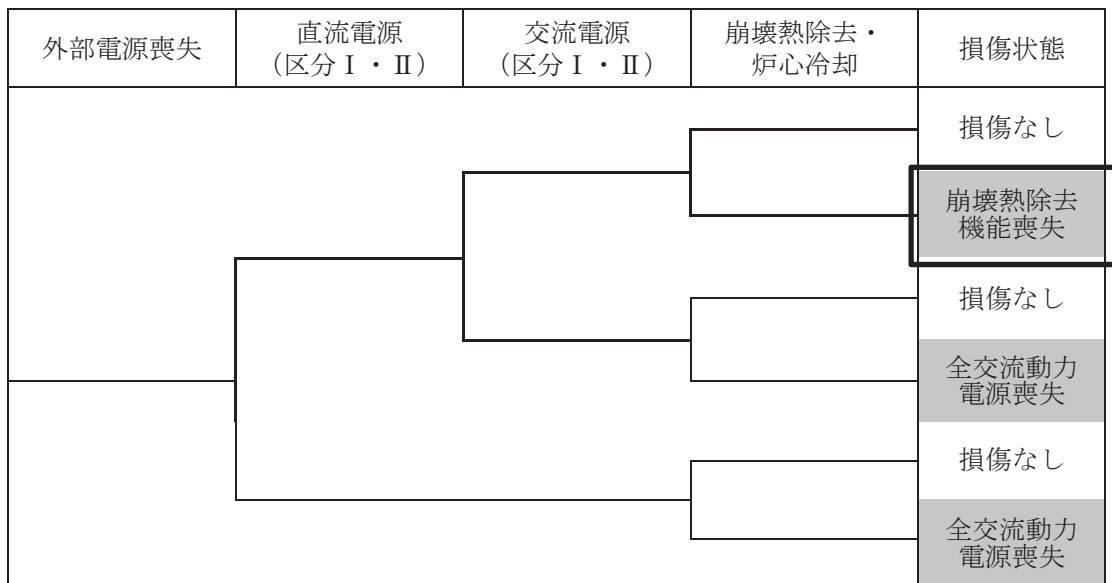 外部電源喪失
直流電源
(区分Ⅰ・Ⅱ)
交流電源
(区分Ⅰ・Ⅱ)
崩壊熱除去・
炉心冷却
損傷状態
損傷なし
崩壊熱除去
機能喪失
損傷なし
全交流動力
電源喪失
損傷なし
全交流動力
電源喪失